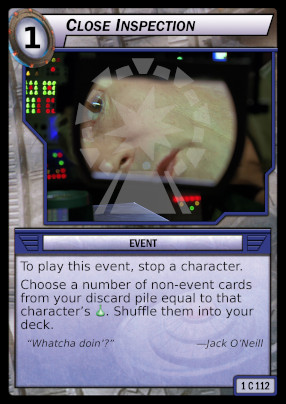 1
CLOSE INSPECTION
EVENT
To play this event, stop a character.
Choose a number of non-event cards
from your discard pile equal to that
character's . Shuffle them into your
deck.
"Whatcha doin'?" —Jack O'Neill
1 C 112